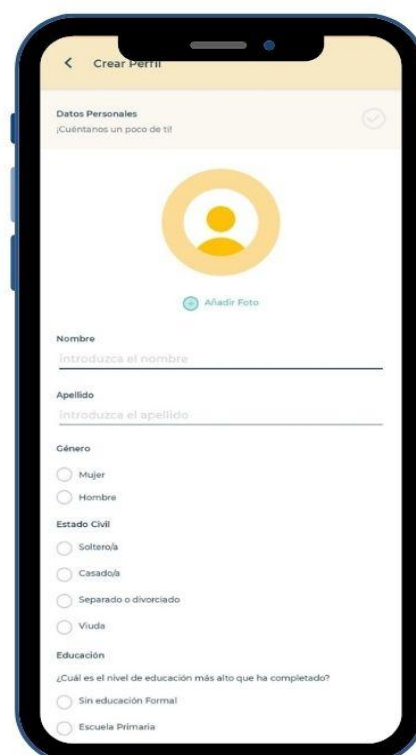 Crear Perfil
Datos Personales
¡Cuéntanos un poco de ti!
Añadir Foto
Nombre
introduzca el nombre
Apellido
introduzca el apellido
Género
Mujer
Hombre
Estado Civil
Soltero/a
Casado/a
Separado o divorciado
Viuda
Educación
¿Cuál es el nivel de educación más alto que ha completado?
Sin educación Formal
Escuela Primaria